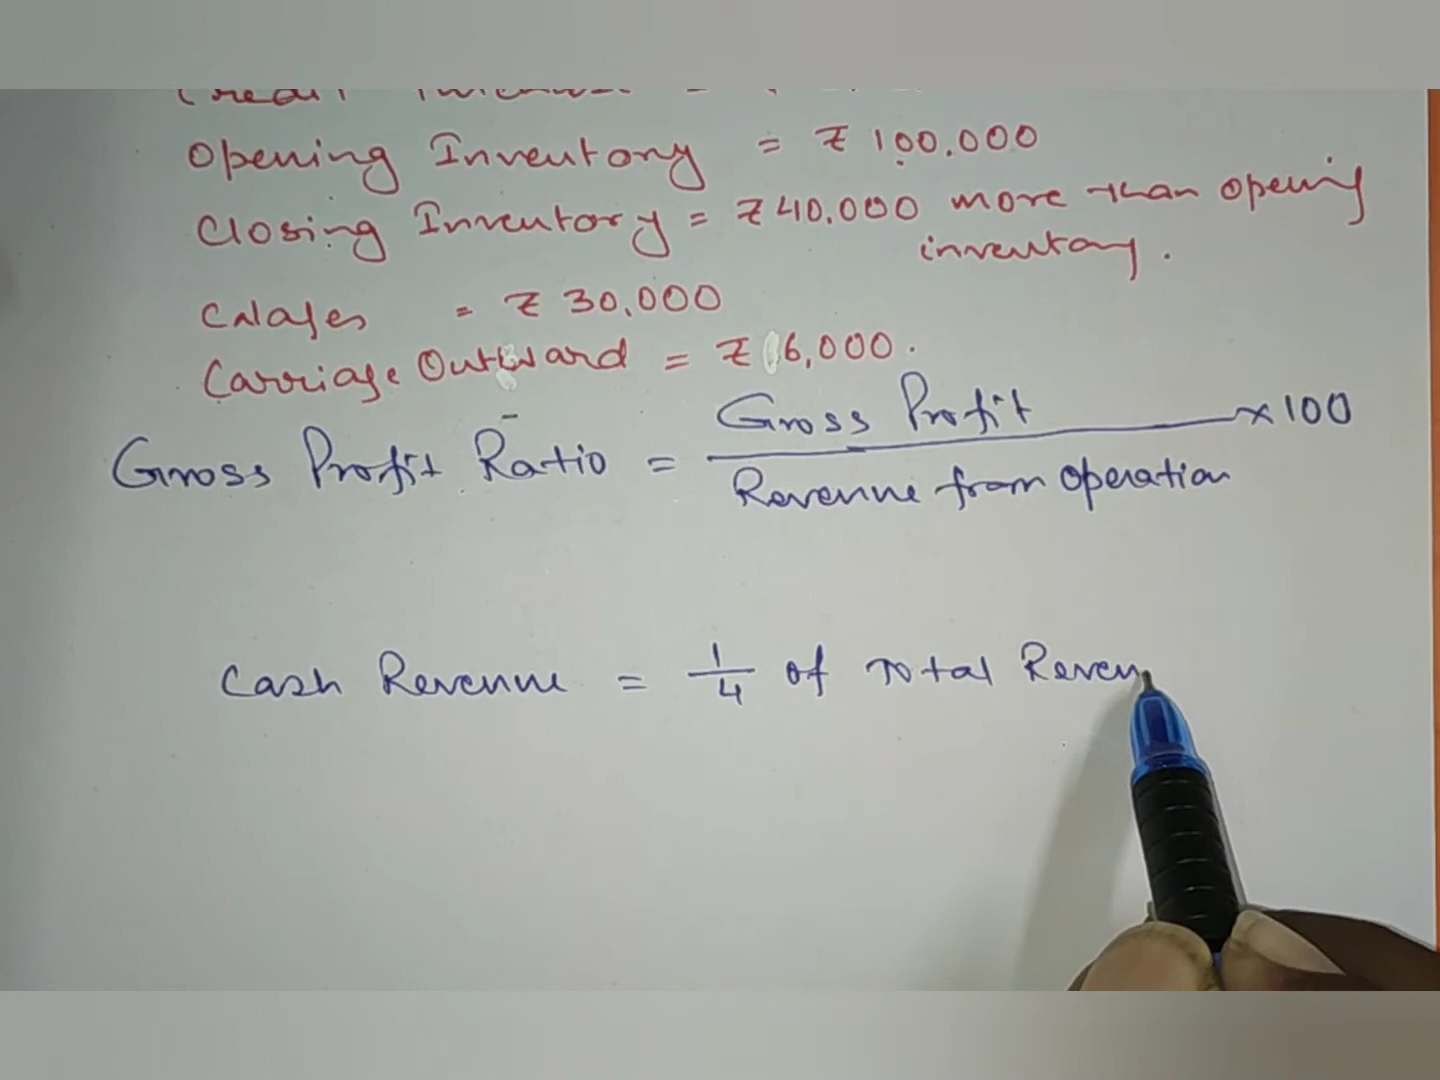 Opening Inventory = ₹ 100,000
Closing Inventory = ₹ 40,000 more than opening
inventory.
= ₹ 30,000
Carriage Outward = ₹ 6,000.
Gross Profit Ratio = Gross Profit × 100
Revenue from operation
Cash Revenue = 1/4 of Total Reven